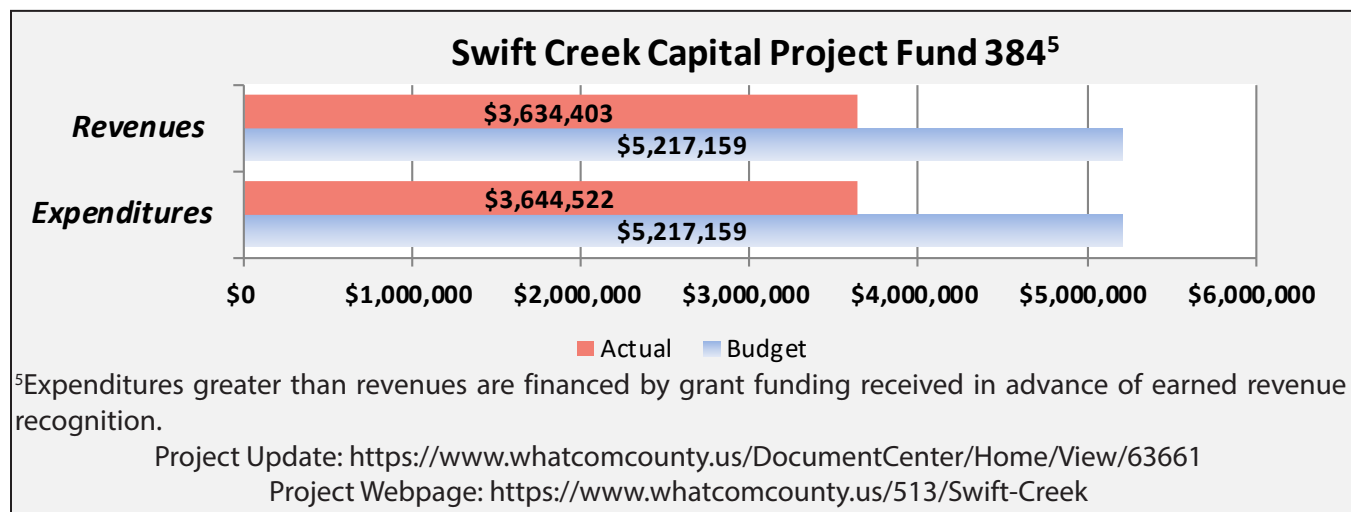 Swift Creek Capital Project Fund 384⁵
Revenues
$3,634,403
$5,217,159
Expenditures
$3,644,522
$5,217,159
$0 $1,000,000 $2,000,000 $3,000,000 $4,000,000 $5,000,000 $6,000,000
Actual Budget
⁵Expenditures greater than revenues are financed by grant funding received in advance of earned revenue
recognition.
Project Update: https://www.whatcomcounty.us/DocumentCenter/Home/View/63661
Project Webpage: https://www.whatcomcounty.us/513/Swift-Creek